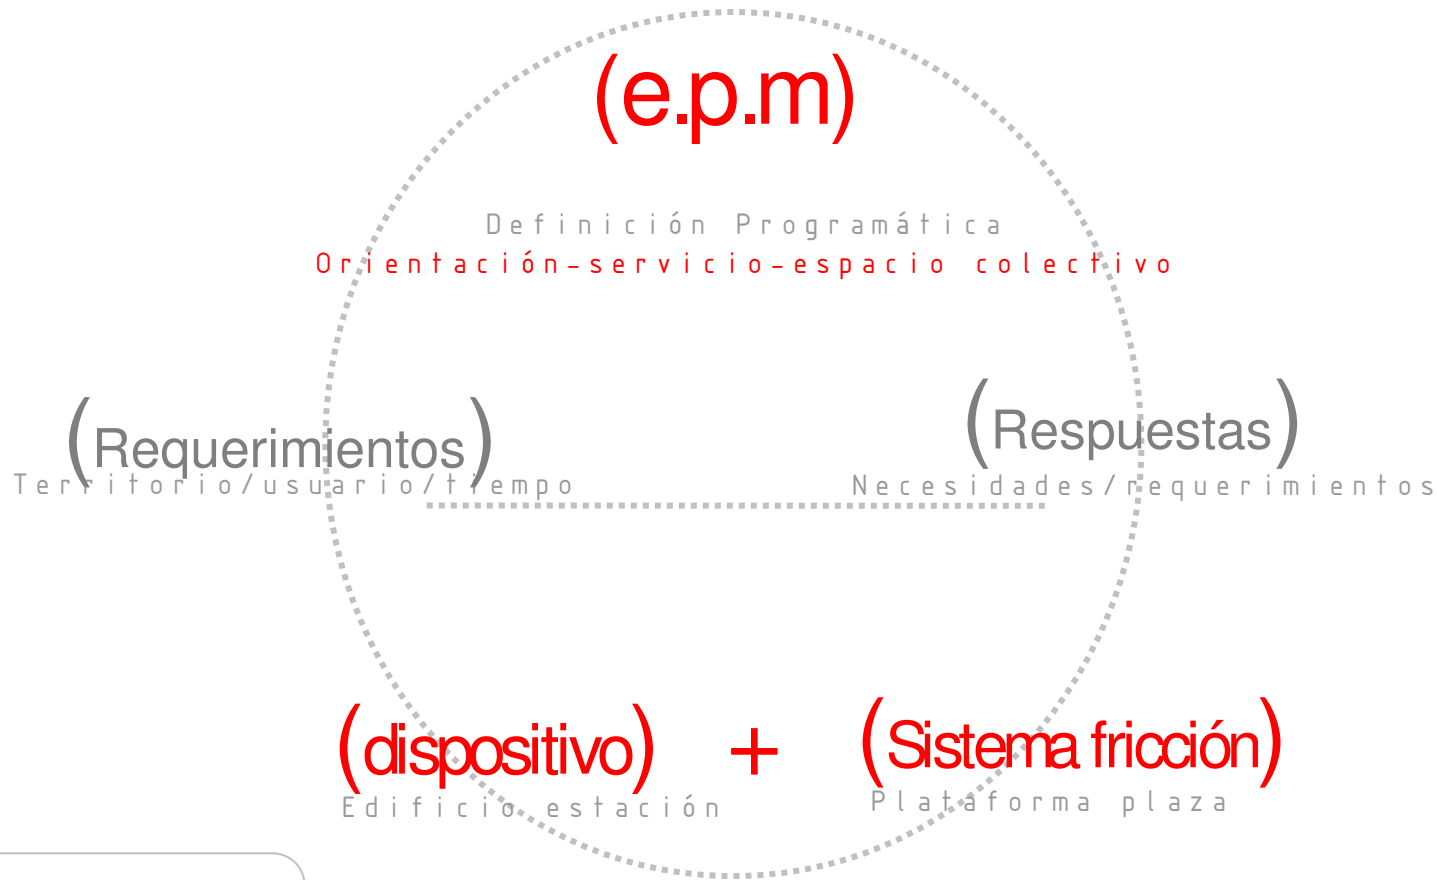 (e.p.m)
Definición Programática
Orientación-servicio-espacio colectivo
(Requerimientos)
Territorio/usuario/tiempo
(Respuestas)
Necesidades/requerimientos
(dispositivo) + (Sistema fricción)
Edificio estación
Plataforma plaza